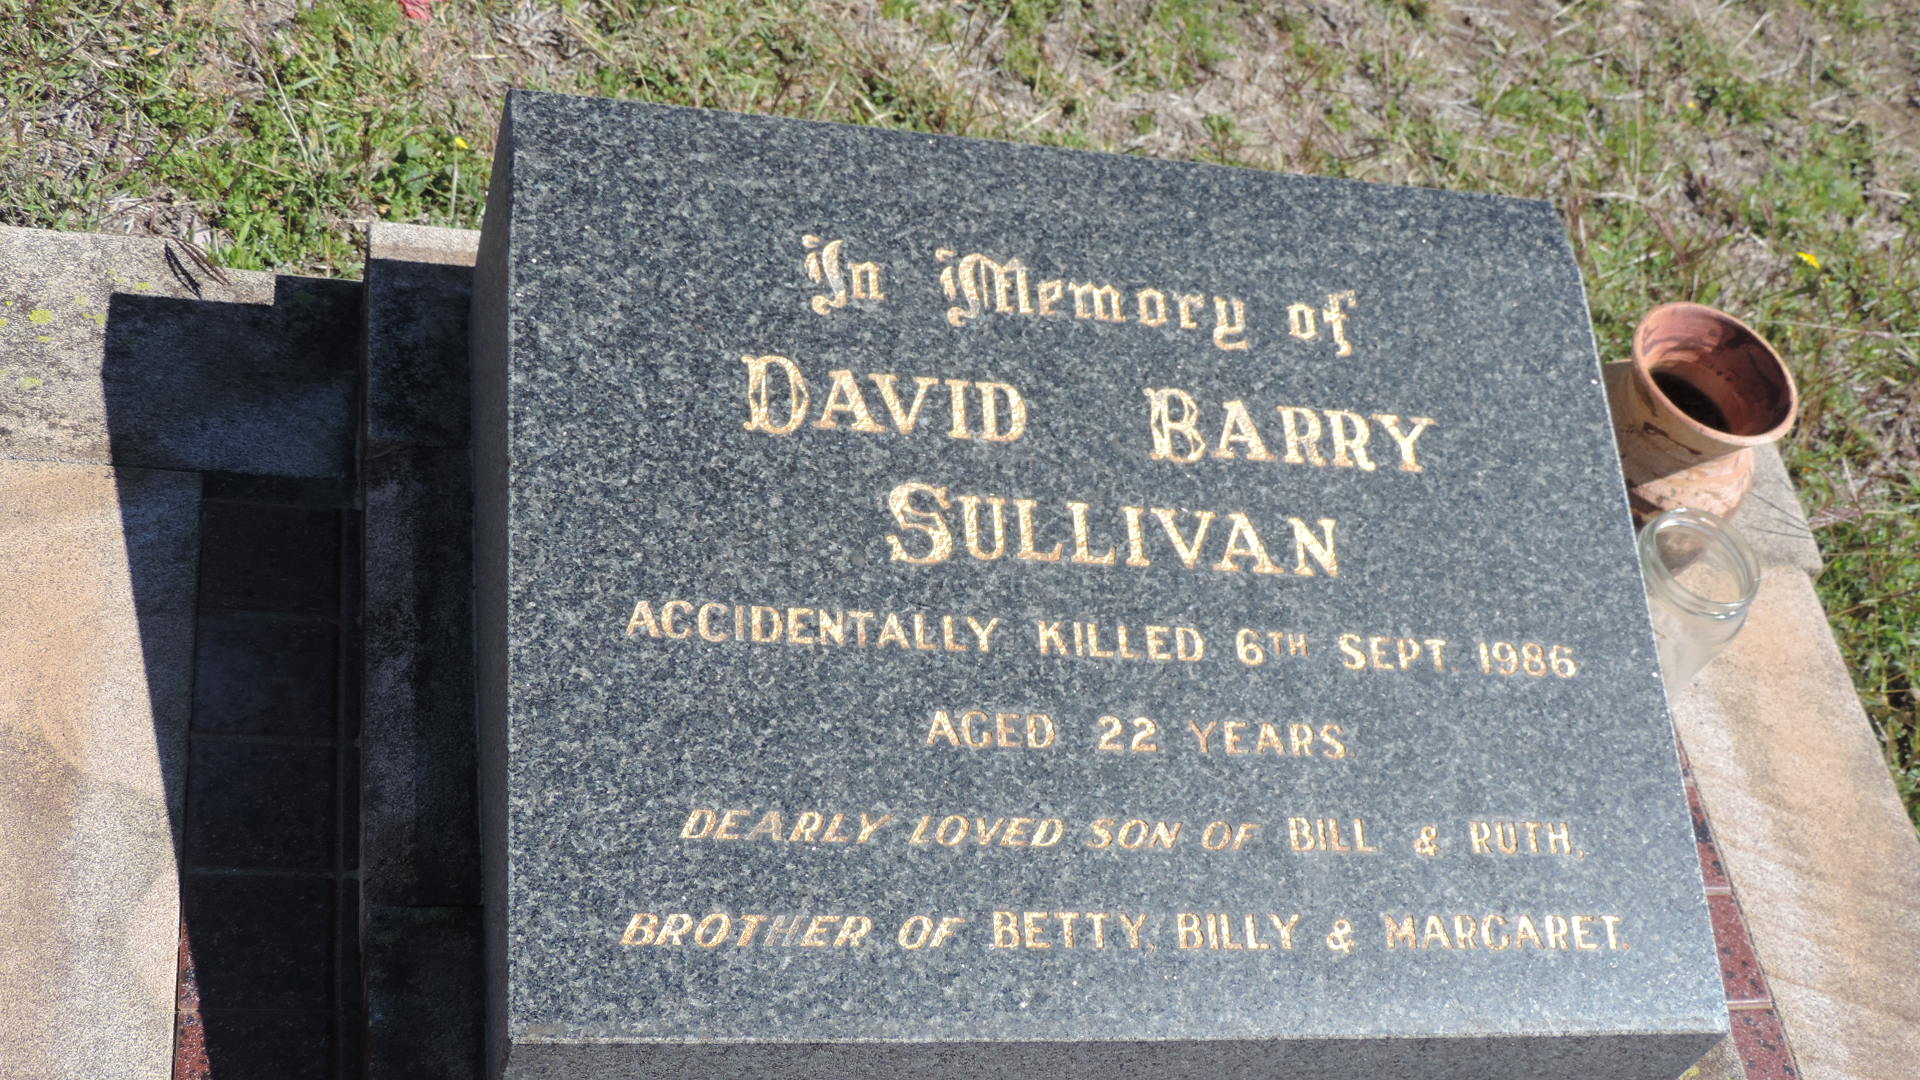 In Memory of
DAVID BARRY
SULLIVAN
ACCIDENTALLY KILLED 6TH SEPT. 1986
AGED 22 YEARS.
DEARLY LOVED SON OF BILL & RUTH,
BROTHER OF BETTY, BILLY & MARGARET.